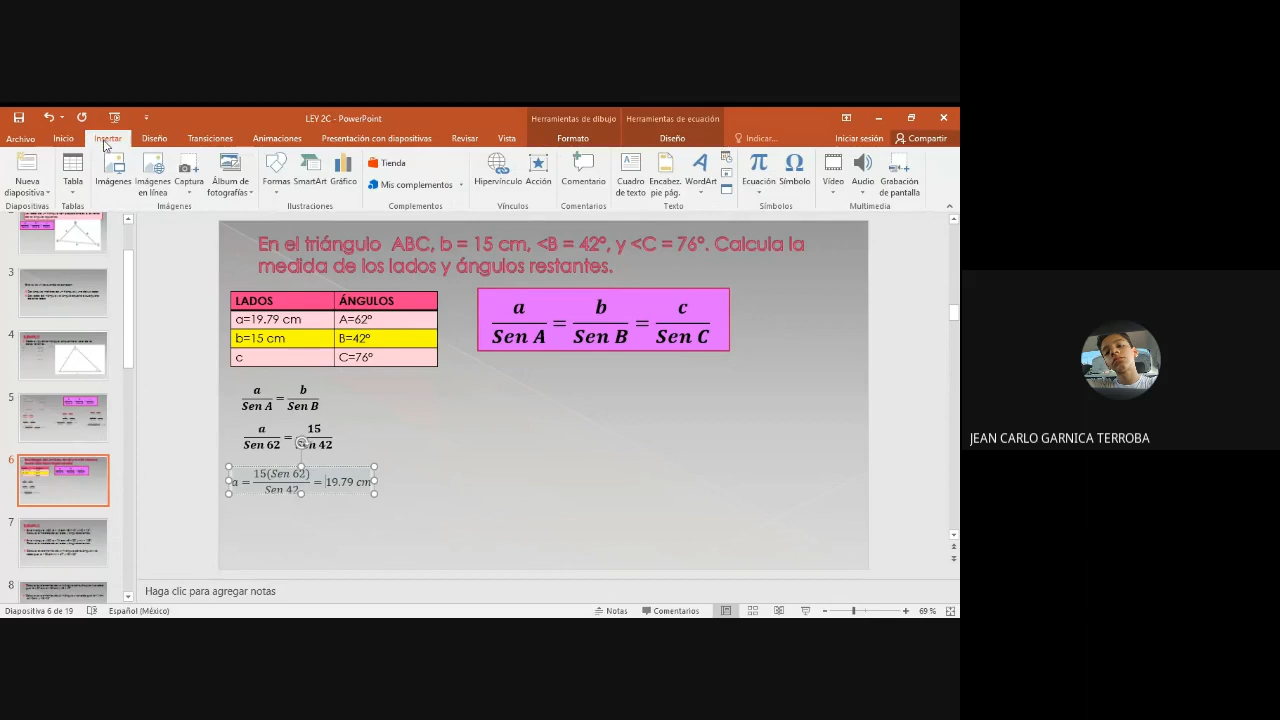 LEY 2C - PowerPoint
Herramientas de dibujo
Herramientas de ecuación
Archivo
Inicio
Insertar
Diseño
Transiciones
Animaciones
Presentación con diapositivas
Revisar
Vista
Formato
Diseño
Indicar...
Iniciar sesión
Compartir
Nueva diapositiva
Tabla
Imágenes
Imágenes en línea
Captura
Álbum de fotografías
Formas
SmartArt
Gráfico
Tienda
Mis complementos
Hipervínculo
Acción
Comentario
Cuadro de texto
Encabez. pie pág.
WordArt
Ecuación
Símbolo
Vídeo
Audio
Grabación de pantalla
Diapositivas
Tablas
Imágenes
Ilustraciones
Complementos
Vínculos
Comentarios
Texto
Símbolos
Multimedia
3
4
5
6
7
8
En el triángulo ABC, b = 15 cm, <B = 42°, y <C = 76°. Calcula la
medida de los lados y ángulos restantes.
LADOS ÁNGULOS
a=19.79 cm A=62°
b=15 cm B=42°
c C=76°
a/Sen A = b/Sen B = c/Sen C
a/Sen A = b/Sen B
a/Sen 62 = 15/Sen 42
a = 15(Sen 62)/Sen 42 = 19.79 cm
Haga clic para agregar notas
Diapositiva 6 de 19
Español (México)
Notas
Comentarios
69 %
JEAN CARLO GARNICA TERROBA